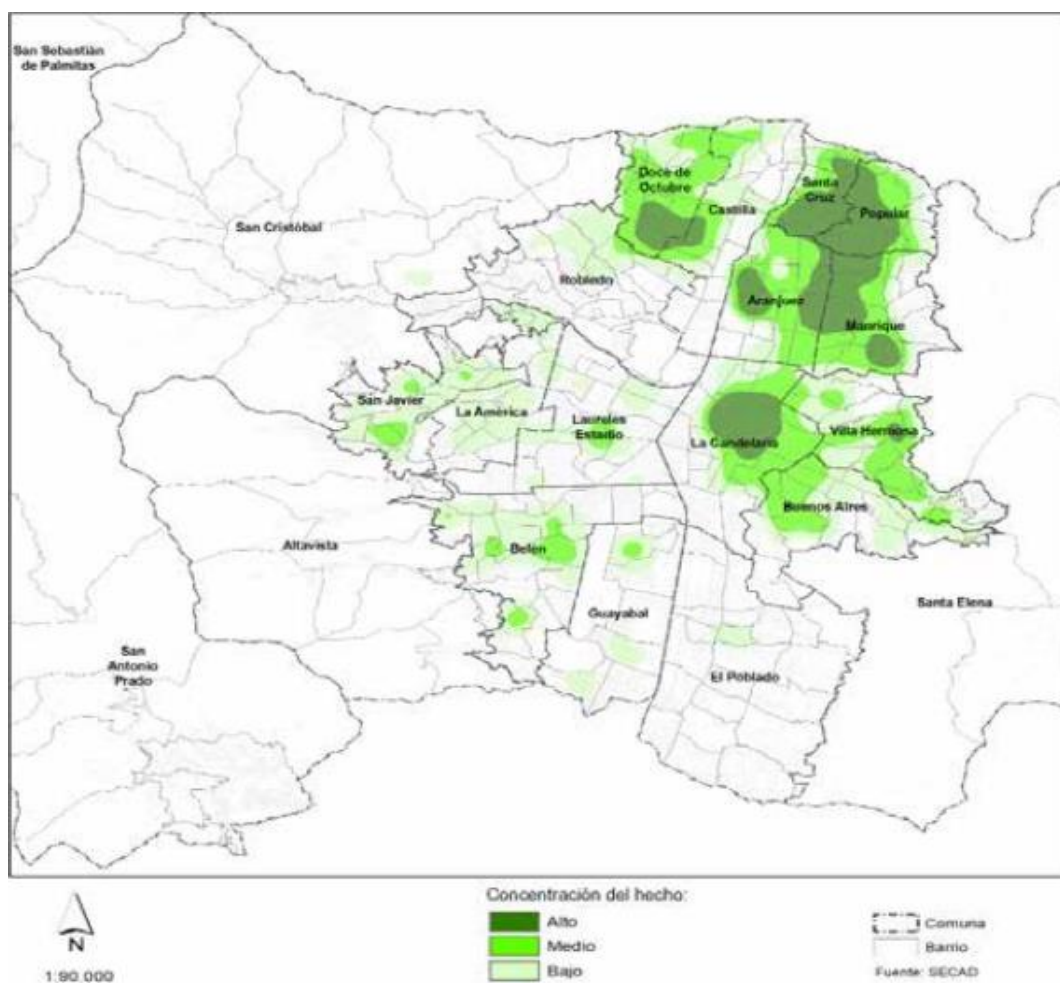 San Sebastián
de Palmitas
Doce de
Octubre
Santa
Cruz
Castilla
Popular
San Cristóbal
Robledo
Aranjuez
Manrique
San Javier
La América
Laureles
Estadio
La Candelaria
Villa Hermosa
Buenos Aires
Altavista
Belén
Guayabal
Santa Elena
San
Antonio
Prado
El Poblado
N
1:90.000
Concentración del hecho:
Alto
Medio
Bajo
Comuna
Barrio
Fuente: SECAD